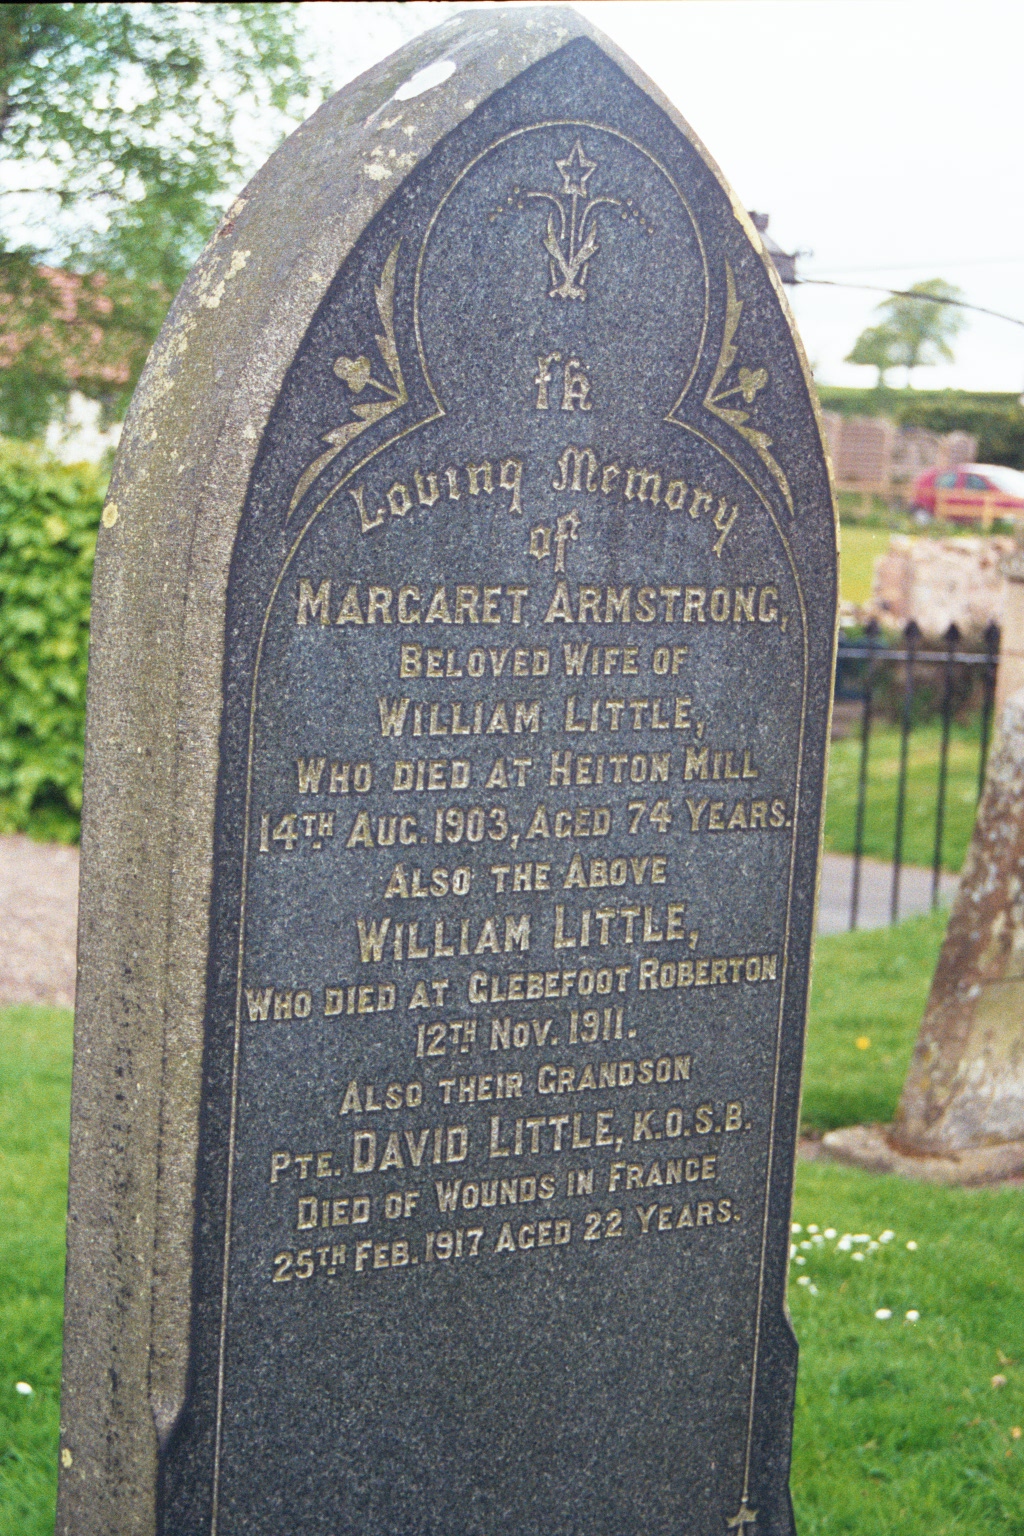 In
Loving Memory
of
MARGARET ARMSTRONG,
BELOVED WIFE OF
WILLIAM LITTLE,
WHO DIED AT HEITON MILL
14TH AUG. 1903, AGED 74 YEARS.
ALSO THE ABOVE
WILLIAM LITTLE,
WHO DIED AT GLEBEFOOT ROBERTON
12TH NOV. 1911.
ALSO THEIR GRANDSON
PTE. DAVID LITTLE, K.O.S.B.
DIED OF WOUNDS IN FRANCE
25TH FEB. 1917 AGED 22 YEARS.